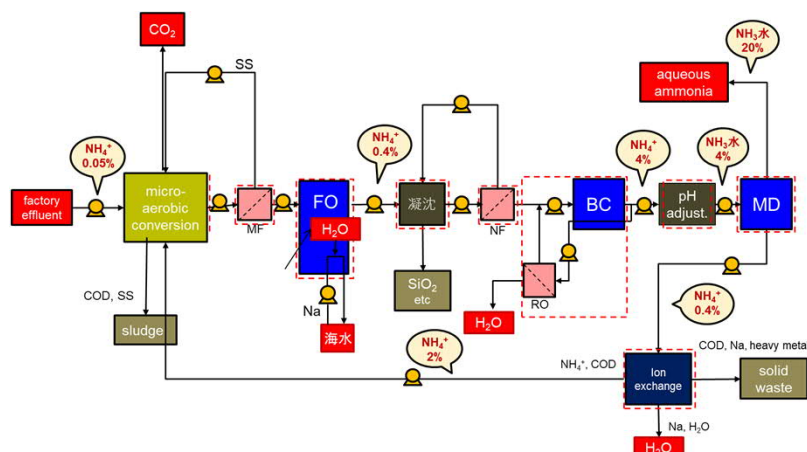 CO₂
SS
NH₃水
20%
aqueous
ammonia
NH₄⁺
0.05%
NH₄⁺
0.4%
NH₄⁺
4%
NH₃水
4%
factory
effluent
micro-
aerobic
conversion
MF
FO
H₂O
凝沈
NF
BC
pH
adjust.
MD
COD, SS
sludge
Na
海水
SiO₂
etc
RO
H₂O
NH₄⁺
0.4%
NH₄⁺
2%
NH₄⁺, COD
Ion
exchange
COD, Na, heavy metal
solid
waste
Na, H₂O
H₂O